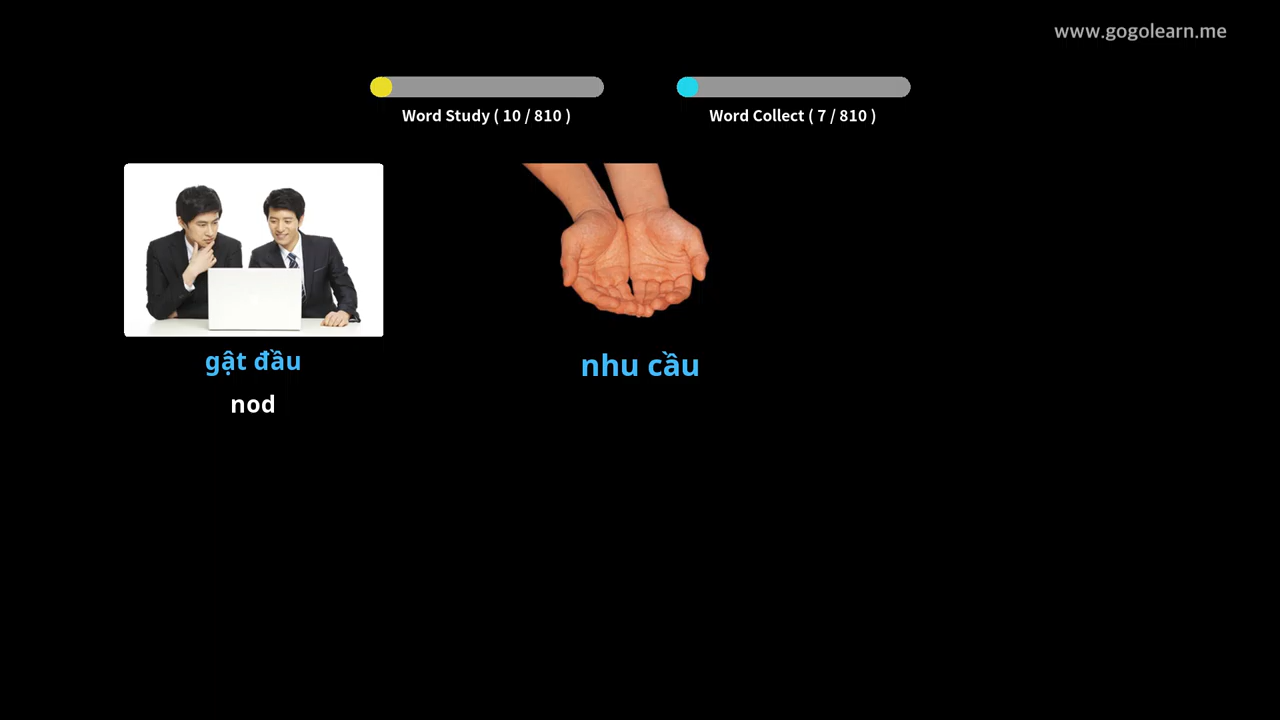 www.gogolearn.me
Word Study ( 10 / 810 )
Word Collect ( 7 / 810 )
gật đầu
nod
nhu cầu